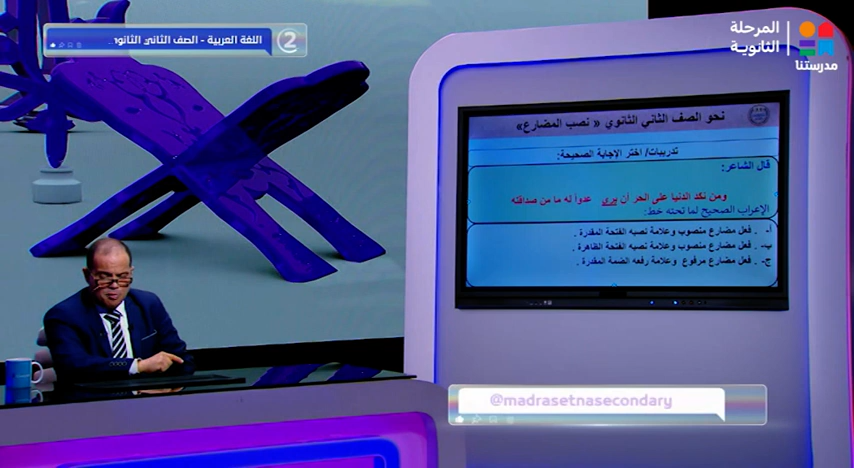 اللغة العربية - الصف الثاني الثانوي...
2
المرحلة
الثانوية
مدرستنا
نحو الصف الثاني الثانوي « نصب المضارع»
تدريبات/ اختر الإجابة الصحيحة:
قال الشاعر:
ومن نكد الدنيا على الحر أن يرى عدواً له ما من صداقته
الإعراب الصحيح لما تحته خط:
أ- . فعل مضارع منصوب وعلامة نصبه الفتحة المقدرة .
ب- . فعل مضارع منصوب وعلامة نصبه الفتحة الظاهرة .
ج- . فعل مضارع مرفوع وعلامة رفعه الضمة المقدرة .
@madrasetnasecondary